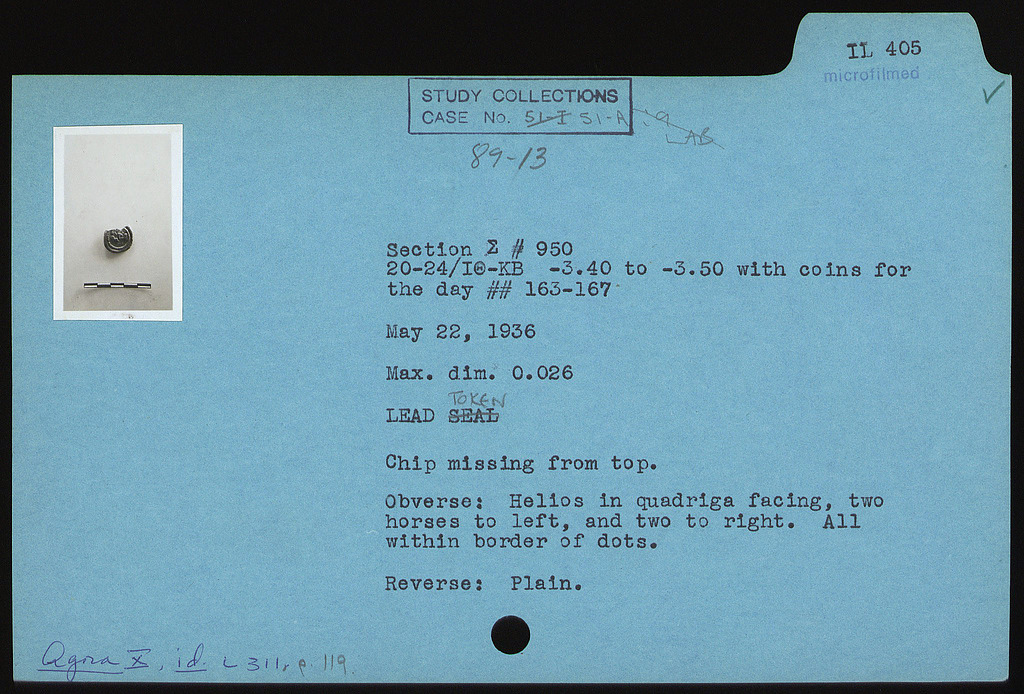 IL 405
microfilmed
STUDY COLLECTIONS
CASE No. 51-I 51-A
LAB
89-13
Section Σ # 950
20-24/ΙΘ-ΚΒ -3.40 to -3.50 with coins for
the day ## 163-167
May 22, 1936
Max. dim. 0.026
TOKEN
LEAD SEAL
Chip missing from top.
Obverse: Helios in quadriga facing, two
horses to left, and two to right. All
within border of dots.
Reverse: Plain.
Agora X, id. L 311, p. 119.